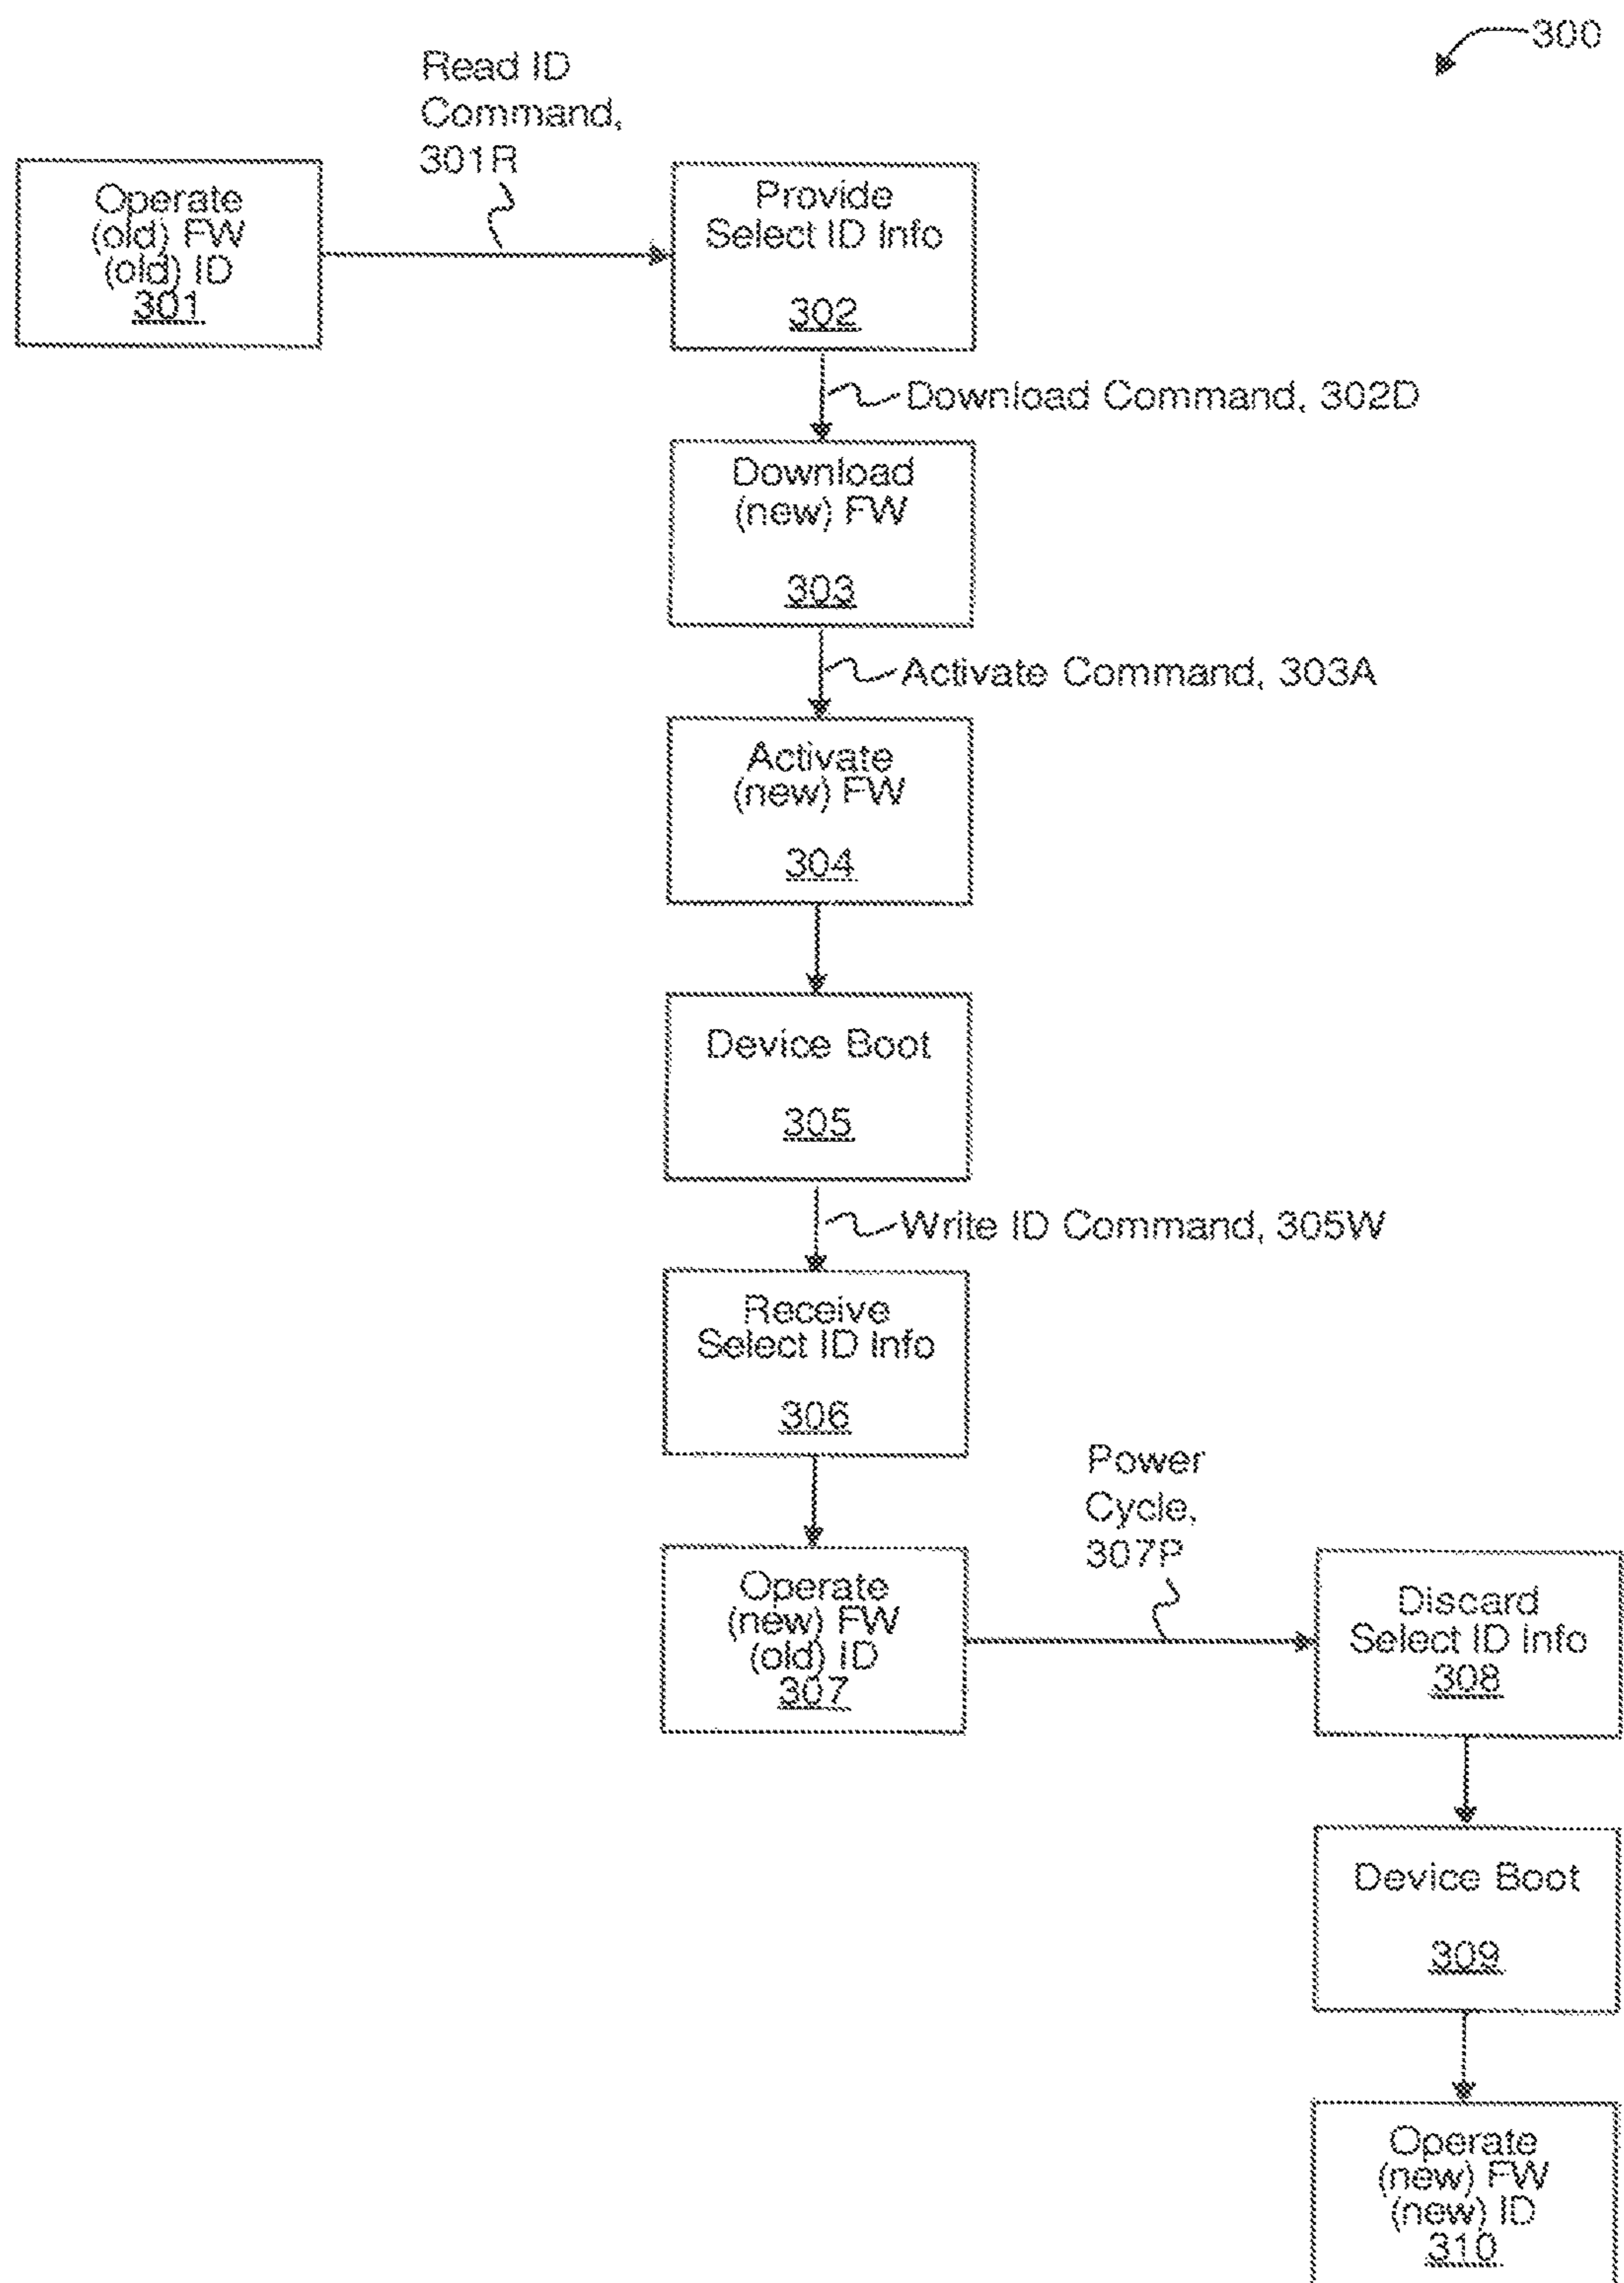 300
Read ID
Command,
301R
Operate
(old) FW
(old) ID
301
Provide
Select ID Info
302
Download Command, 302D
Download
(new) FW
303
Activate Command, 303A
Activate
(new) FW
304
Device Boot
305
Write ID Command, 305W
Receive
Select ID Info
306
Power
Cycle,
307P
Operate
(new) FW
(old) ID
307
Discard
Select ID Info
308
Device Boot
309
Operate
(new) FW
(new) ID
310